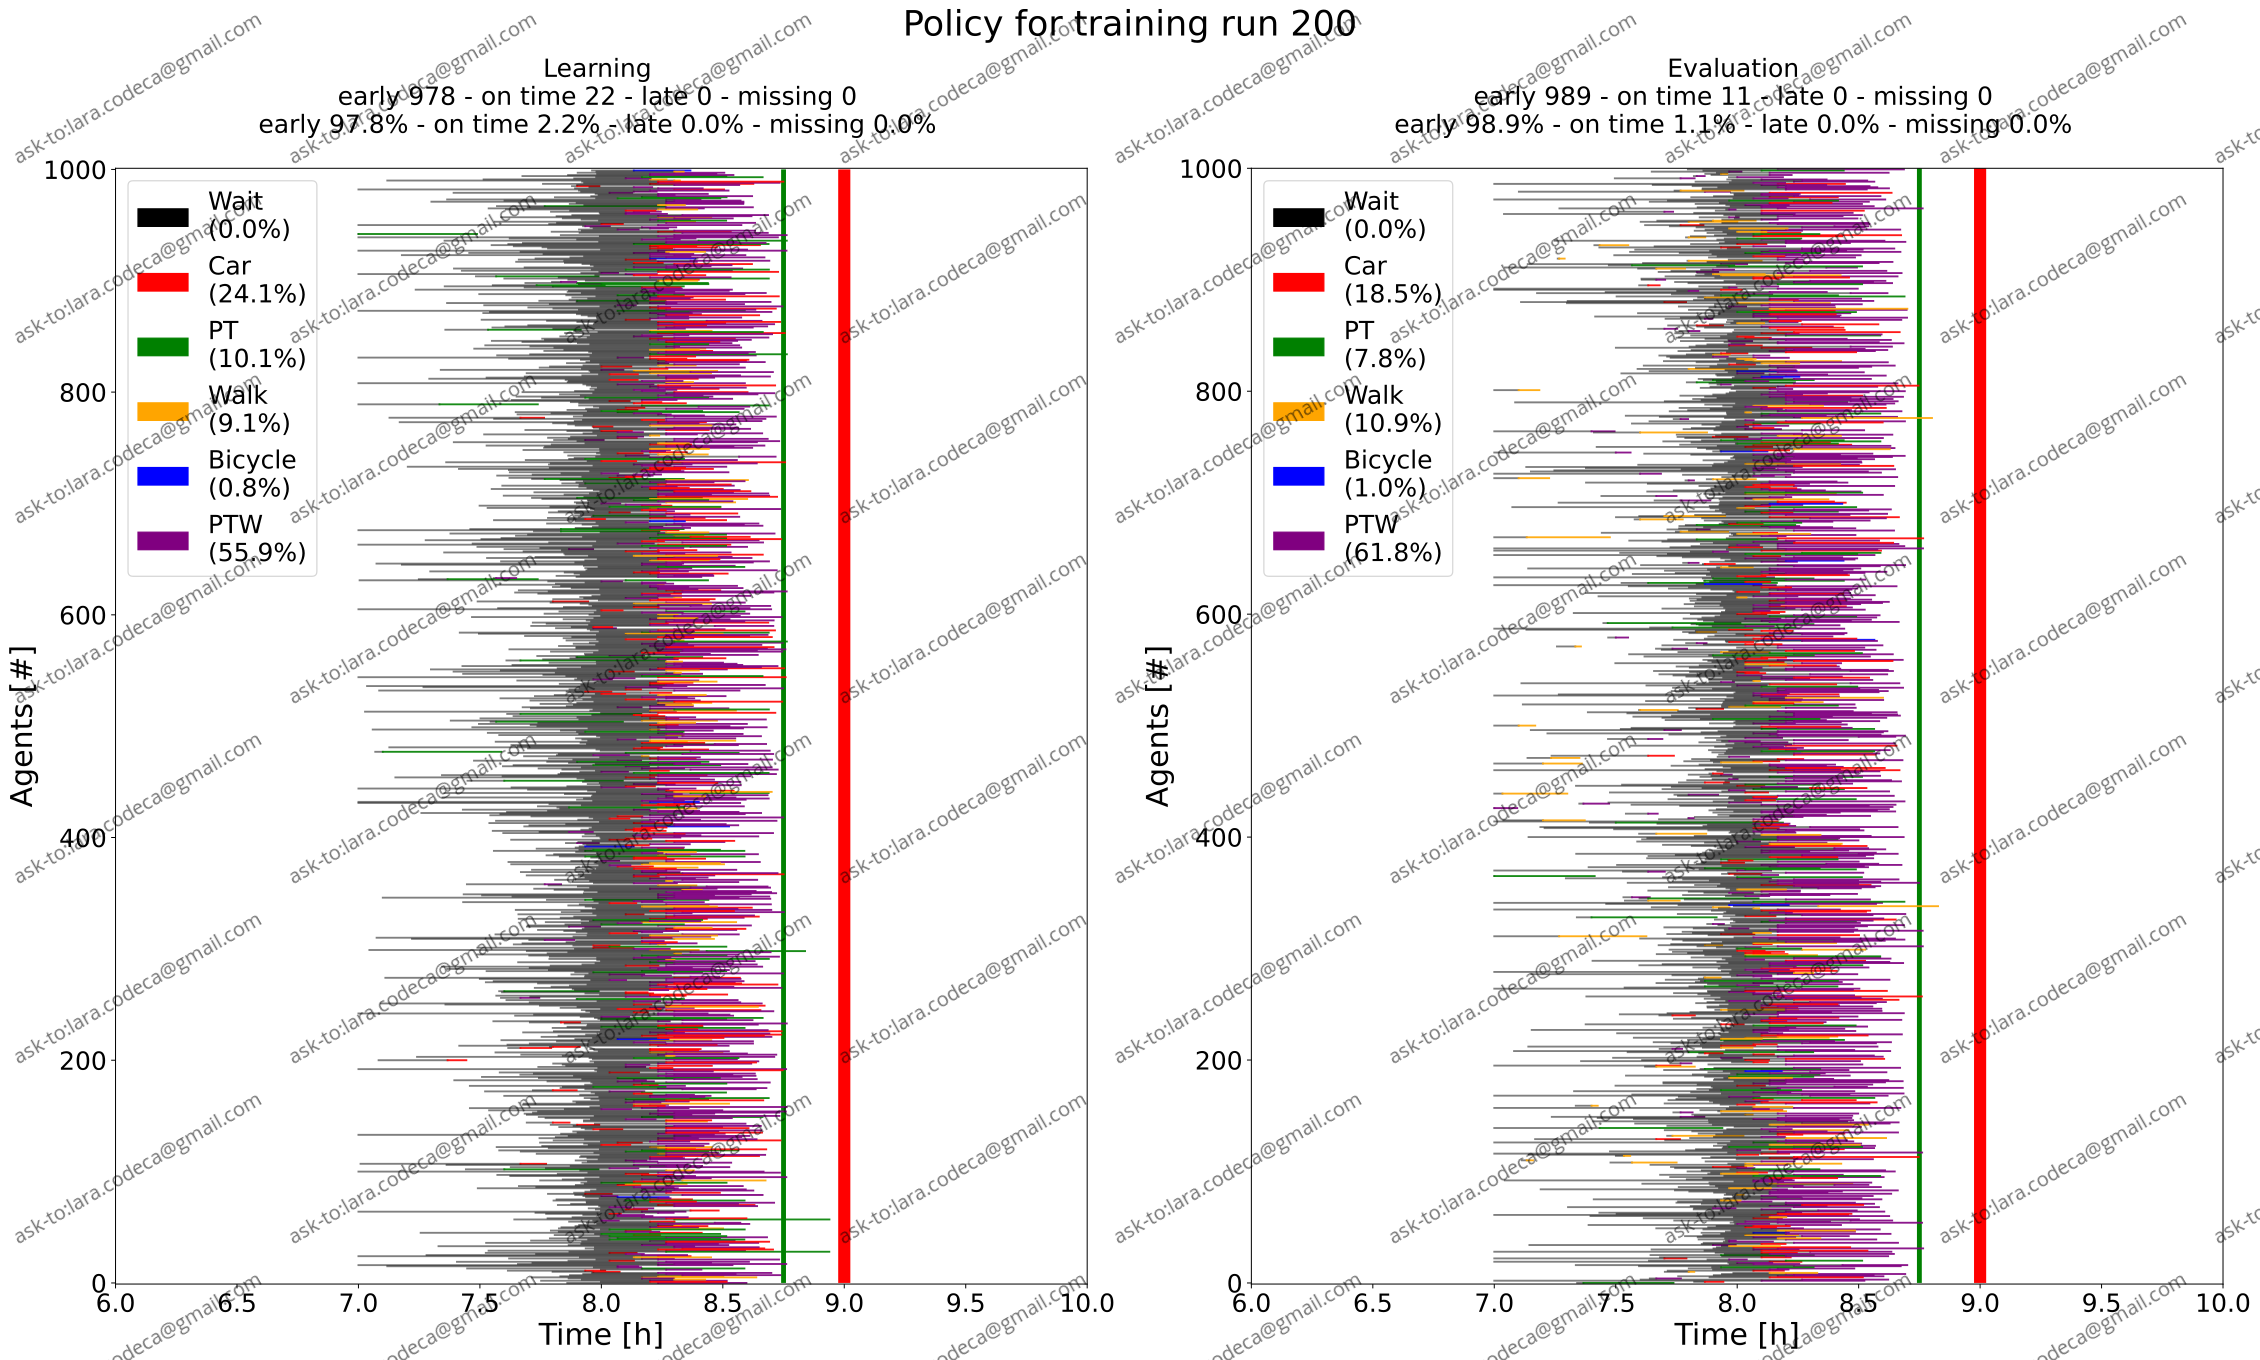 Policy for training run 200
Learning
early 978 - on time 22 - late 0 - missing 0
early 97.8% - on time 2.2% - late 0.0% - missing 0.0%
Wait
(0.0%)
Car
(24.1%)
PT
(10.1%)
Walk
(9.1%)
Bicycle
(0.8%)
PTW
(55.9%)
Agents [#]
1000
800
600
400
200
0
6.0 6.5 7.0 7.5 8.0 8.5 9.0 9.5 10.0
Time [h]
Evaluation
early 989 - on time 11 - late 0 - missing 0
early 98.9% - on time 1.1% - late 0.0% - missing 0.0%
Wait
(0.0%)
Car
(18.5%)
PT
(7.8%)
Walk
(10.9%)
Bicycle
(1.0%)
PTW
(61.8%)
Agents [#]
1000
800
600
400
200
0
6.0 6.5 7.0 7.5 8.0 8.5 9.0 9.5 10.0
Time [h]
ask-to:lara.codeca@gmail.com